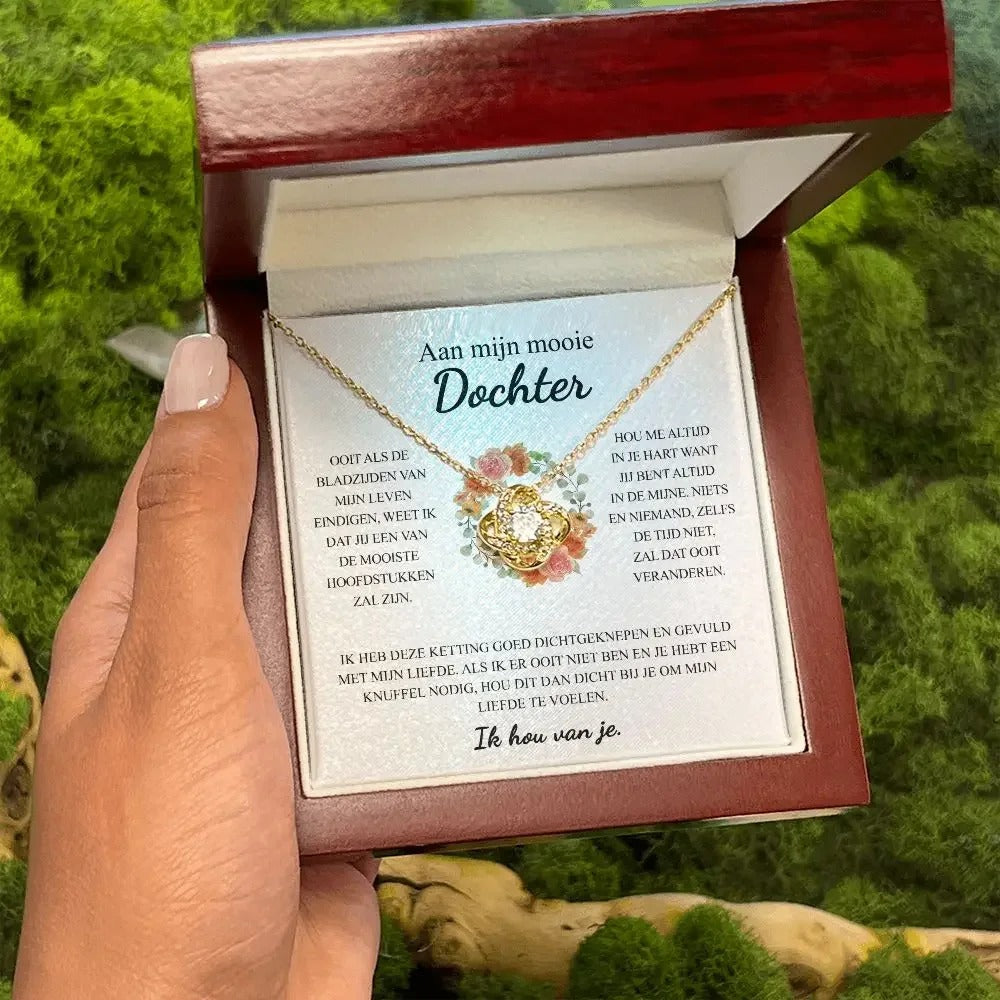 Aan mijn mooie
Dochter
OOIT ALS DE
BLADZIJDEN VAN
MIJN LEVEN
EINDIGEN, WEET IK
DAT JIJ EEN VAN
DE MOOISTE
HOOFDSTUKKEN
ZAL ZIJN.
HOU ME ALTIJD
IN JE HART WANT
JIJ BENT ALTIJD
IN DE MIJNE. NIETS
EN NIEMAND, ZELFS
DE TIJD NIET,
ZAL DAT OOIT
VERANDEREN.
IK HEB DEZE KETTING GOED DICHTGEKNEPEN EN GEVULD
MET MIJN LIEFDE. ALS IK ER OOIT NIET BEN EN JE HEBT EEN
KNUFFEL NODIG, HOU DIT DAN DICHT BIJ JE OM MIJN
LIEFDE TE VOELEN.
Ik hou van je.